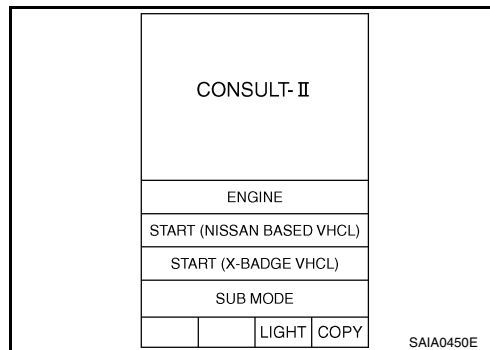 CONSULT-Ⅱ
ENGINE
START (NISSAN BASED VHCL)
START (X-BADGE VHCL)
SUB MODE
LIGHT COPY
SAIA0450E